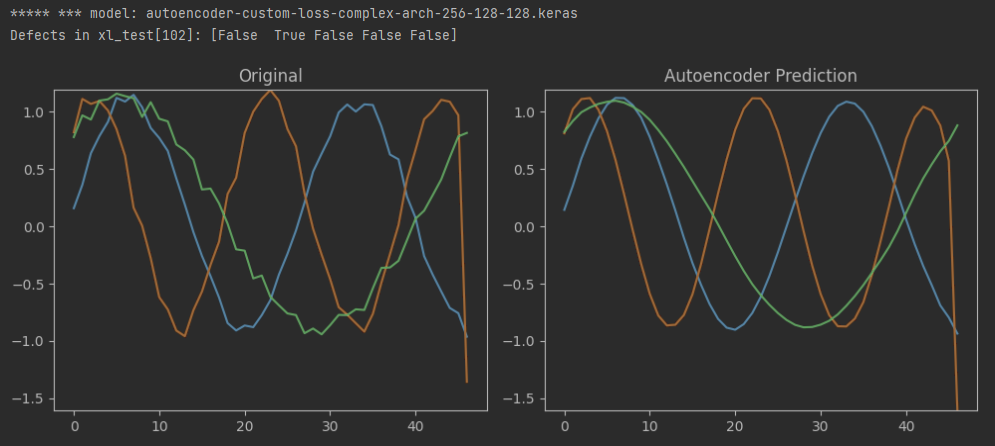 ***** *** model: autoencoder-custom-loss-complex-arch-256-128-128.keras
Defects in xl_test[102]: [False  True False False False]
Original
Autoencoder Prediction
1.0
0.5
0.0
−0.5
−1.0
−1.5
0 10 20 30 40
1.0
0.5
0.0
−0.5
−1.0
−1.5
0 10 20 30 40